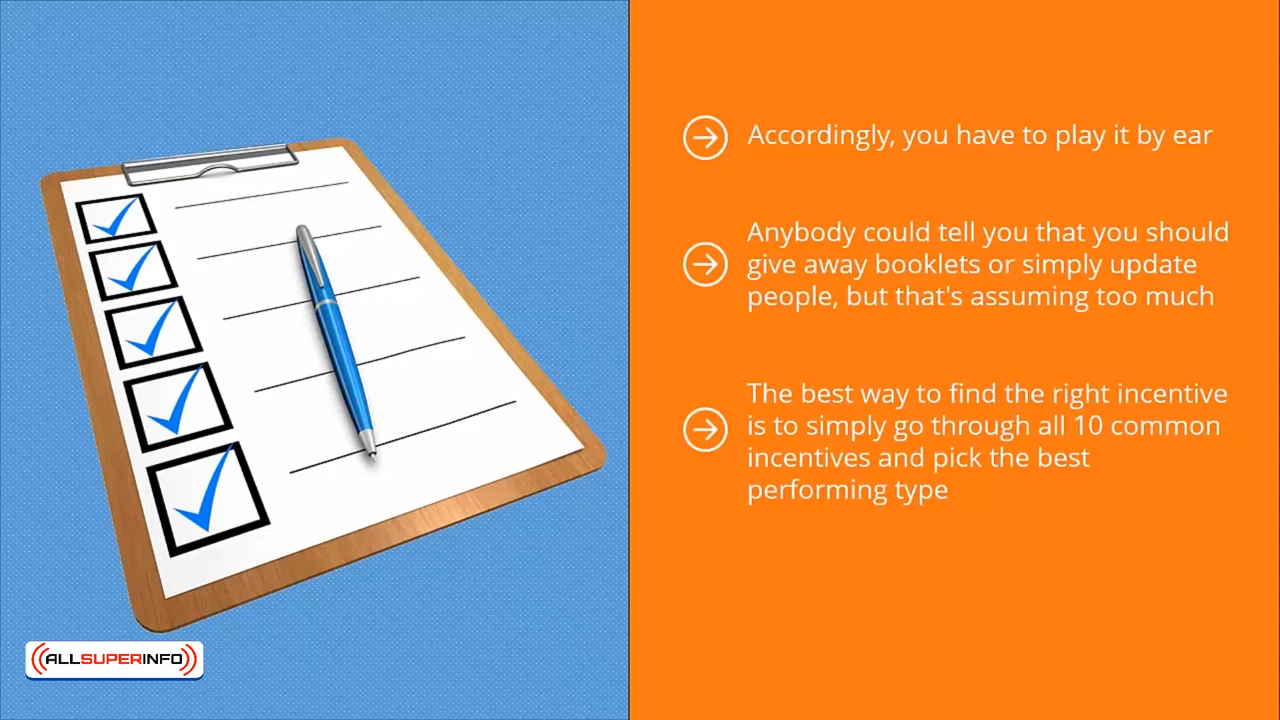 Accordingly, you have to play it by ear
Anybody could tell you that you should
give away booklets or simply update
people, but that's assuming too much
The best way to find the right incentive
is to simply go through all 10 common
incentives and pick the best
performing type
ALLSUPERINFO